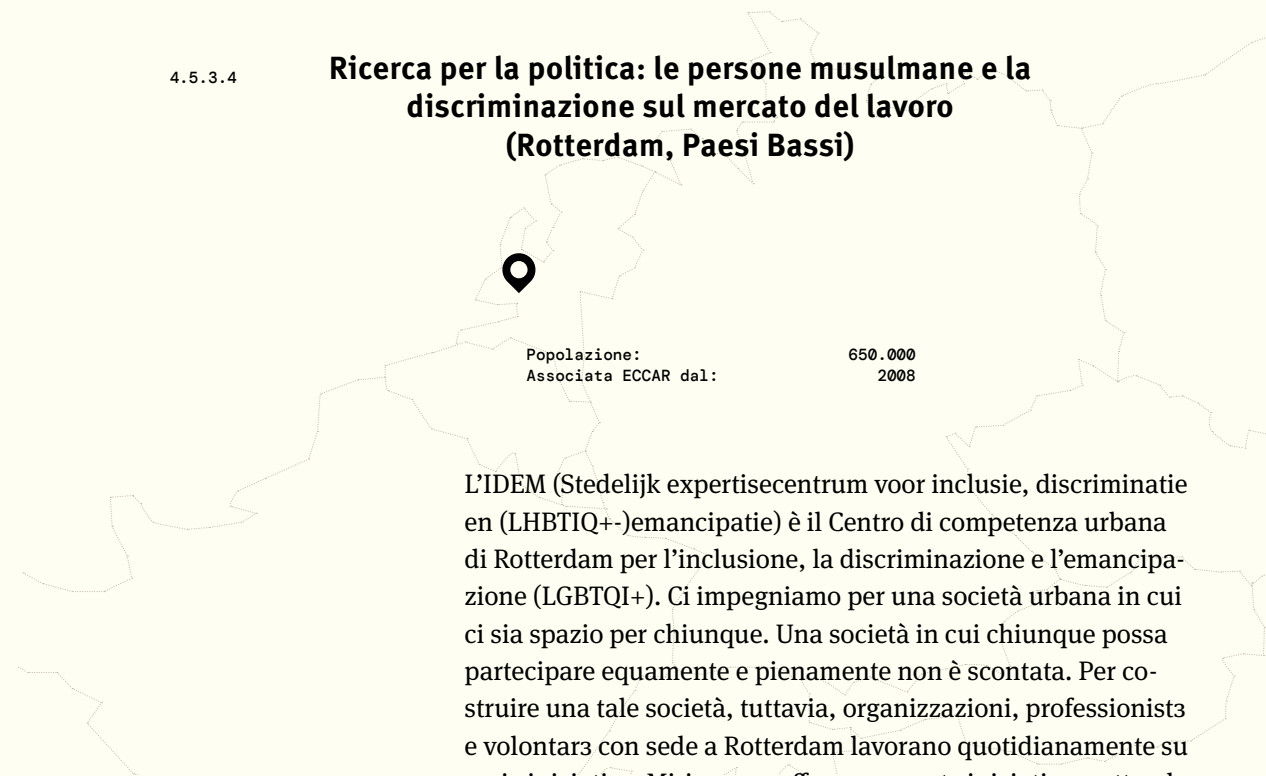 4.5.3.4
Ricerca per la politica: le persone musulmane e la
discriminazione sul mercato del lavoro
(Rotterdam, Paesi Bassi)
Popolazione: 650.000
Associata ECCAR dal: 2008
L’IDEM (Stedelijk expertisecentrum voor inclusie, discriminatie
en (LHBTIQ+-)emancipatie) è il Centro di competenza urbana
di Rotterdam per l’inclusione, la discriminazione e l’emancipa-
zione (LGBTQI+). Ci impegniamo per una società urbana in cui
ci sia spazio per chiunque. Una società in cui chiunque possa
partecipare equamente e pienamente non è scontata. Per co-
struire una tale società, tuttavia, organizzazioni, professionistɜ
e volontarɜ con sede a Rotterdam lavorano quotidianamente su